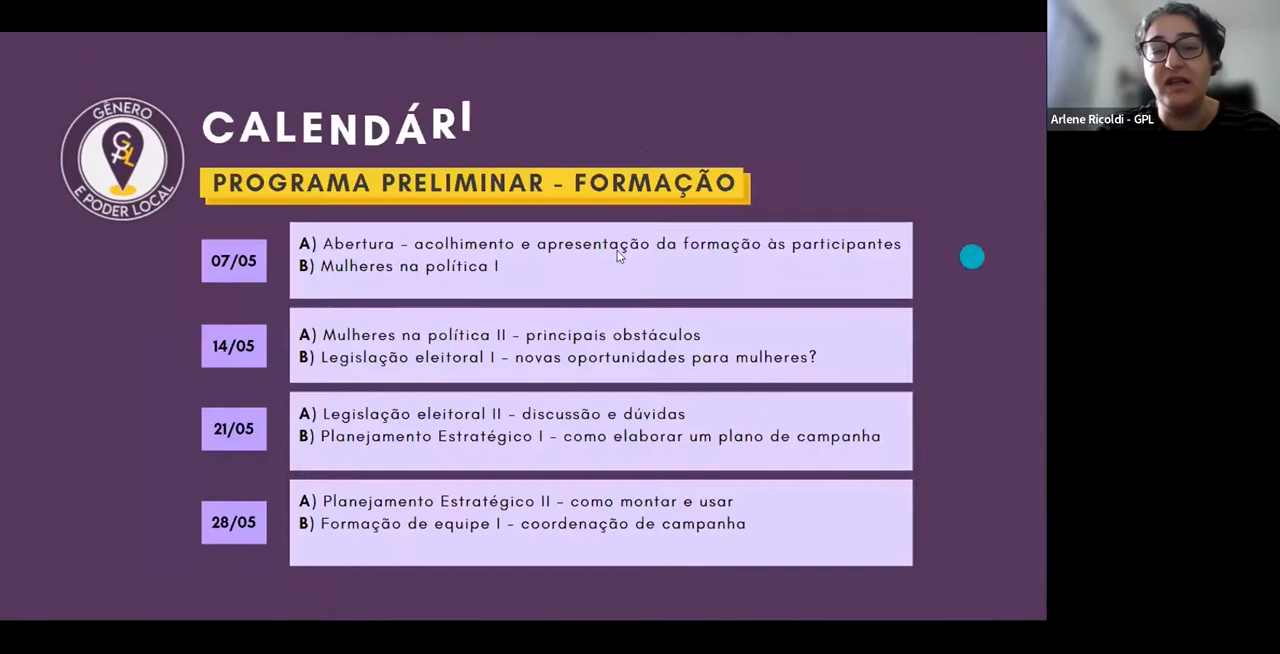 GÊNERO
GPL
E PODER LOCAL
CALENDÁRI
PROGRAMA PRELIMINAR - FORMAÇÃO
07/05
A) Abertura - acolhimento e apresentação da formação às participantes
B) Mulheres na política I
14/05
A) Mulheres na política II - principais obstáculos
B) Legislação eleitoral I - novas oportunidades para mulheres?
21/05
A) Legislação eleitoral II - discussão e dúvidas
B) Planejamento Estratégico I - como elaborar um plano de campanha
28/05
A) Planejamento Estratégico II - como montar e usar
B) Formação de equipe I - coordenação de campanha
Arlene Ricoldi - GPL